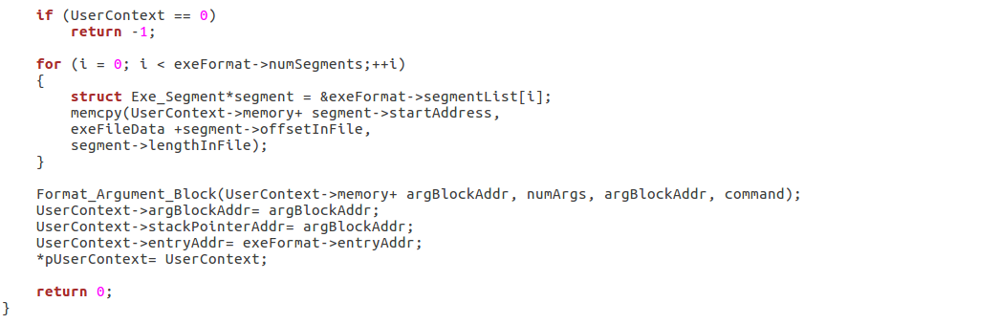 if (UserContext == 0)
        return -1;

    for (i = 0; i < exeFormat->numSegments;++i)
    {
        struct Exe_Segment*segment = &exeFormat->segmentList[i];
        memcpy(UserContext->memory+ segment->startAddress,
        exeFileData +segment->offsetInFile,
        segment->lengthInFile);
    }

    Format_Argument_Block(UserContext->memory+ argBlockAddr, numArgs, argBlockAddr, command);
    UserContext->argBlockAddr= argBlockAddr;
    UserContext->stackPointerAddr= argBlockAddr;
    UserContext->entryAddr= exeFormat->entryAddr;
    *pUserContext= UserContext;

    return 0;
}